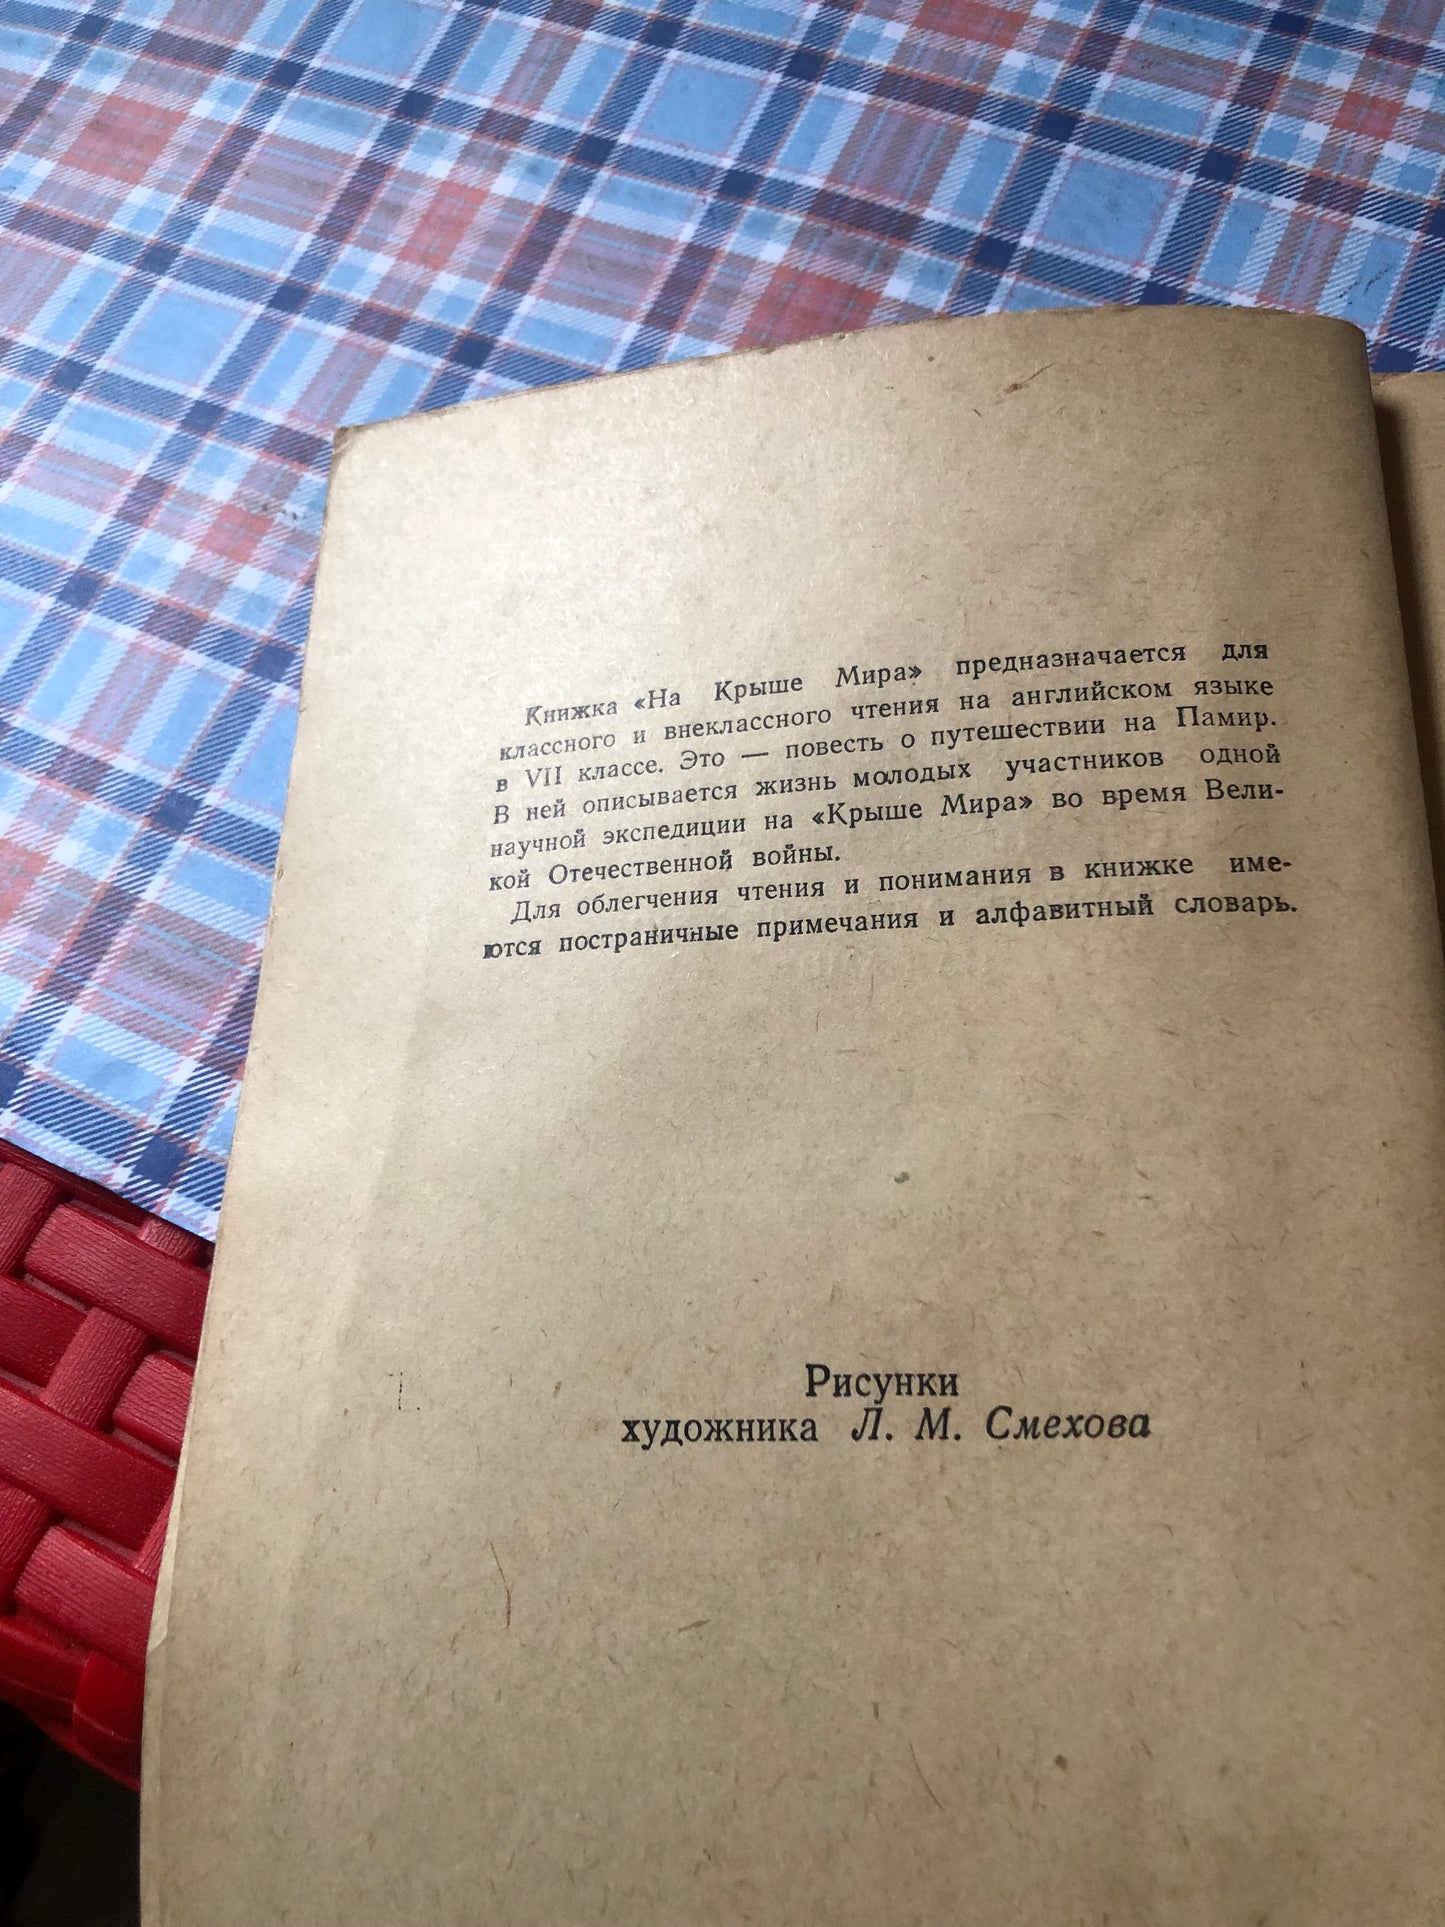 Книжка «На Крыше Мира» предназначается для
классного и внеклассного чтения на английском языке
в VII классе. Это — повесть о путешествии на Памир.
В ней описывается жизнь молодых участников одной
научной экспедиции на «Крыше Мира» во время Вели-
кой Отечественной войны.
Для облегчения чтения и понимания в книжке име-
ются постраничные примечания и алфавитный словарь.
Рисунки
художника Л. М. Смехова